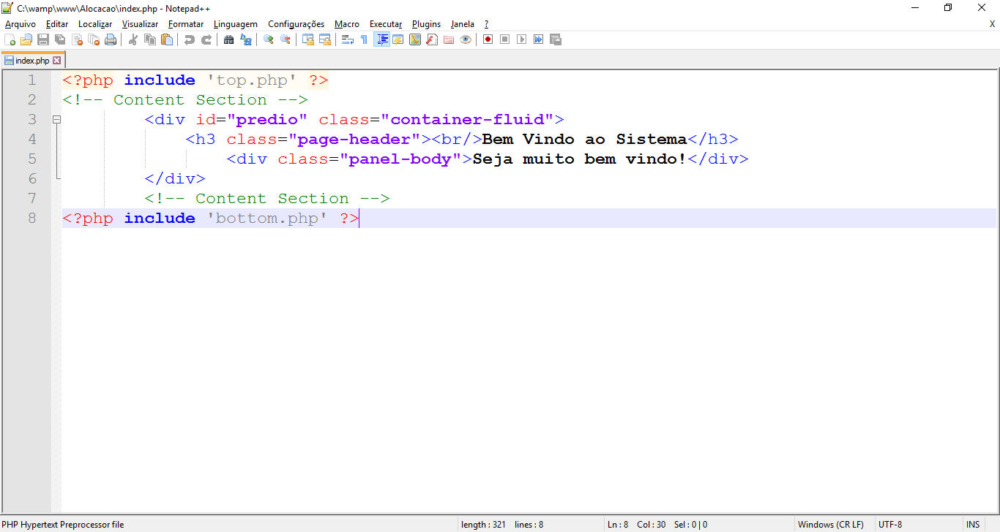 C:\wamp\www\Alocacao\index.php - Notepad++
Arquivo Editar Localizar Visualizar Formatar Linguagem Configurações Macro Executar Plugins Janela ? X
index.php
1 <?php include 'top.php' ?>
2 <!-- Content Section -->
3 <div id="predio" class="container-fluid">
4 <h3 class="page-header"><br/>Bem Vindo ao Sistema</h3>
5 <div class="panel-body">Seja muito bem vindo!</div>
6 </div>
7 <!-- Content Section -->
8 <?php include 'bottom.php' ?>
PHP Hypertext Preprocessor file length : 321 lines : 8 Ln : 8 Col : 30 Sel : 0 | 0 Windows (CR LF) UTF-8 INS